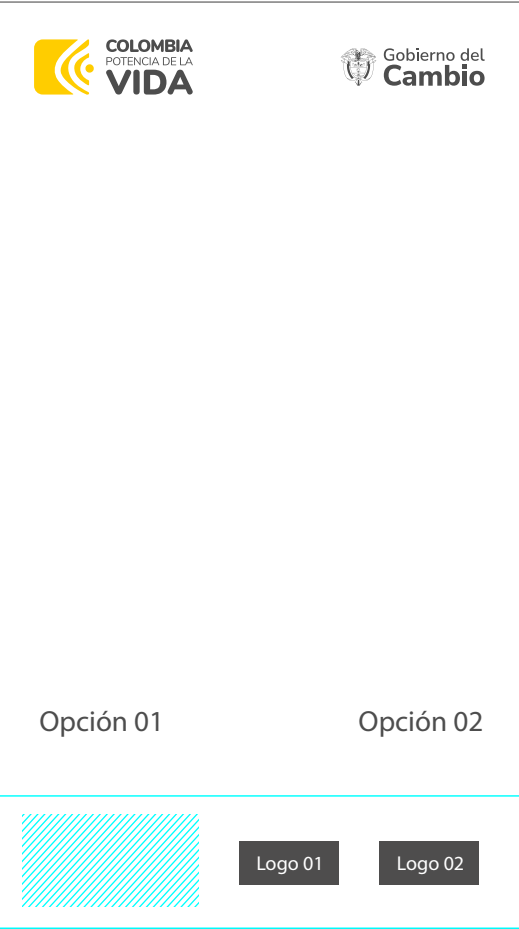 COLOMBIA
POTENCIA DE LA
VIDA
Gobierno del
Cambio
Opción 01
Opción 02
Logo 01
Logo 02